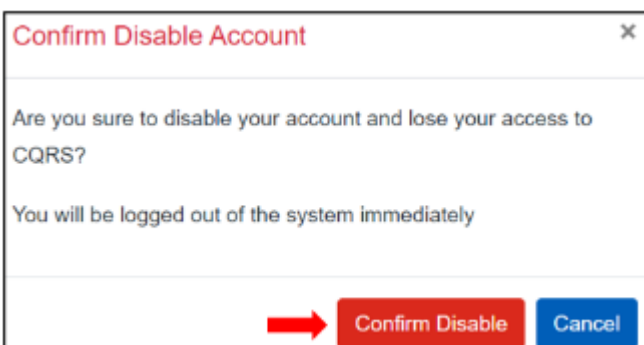 Confirm Disable Account ×
Are you sure to disable your account and lose your access to
CQRS?
You will be logged out of the system immediately
Confirm Disable Cancel